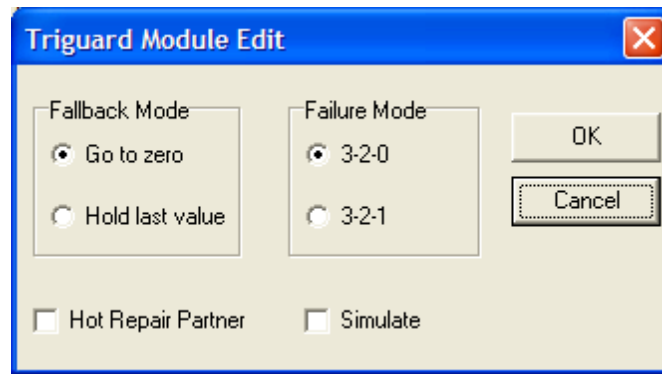 Triguard Module Edit
Fallback Mode
Go to zero
Hold last value
Failure Mode
3-2-0
3-2-1
OK
Cancel
Hot Repair Partner
Simulate